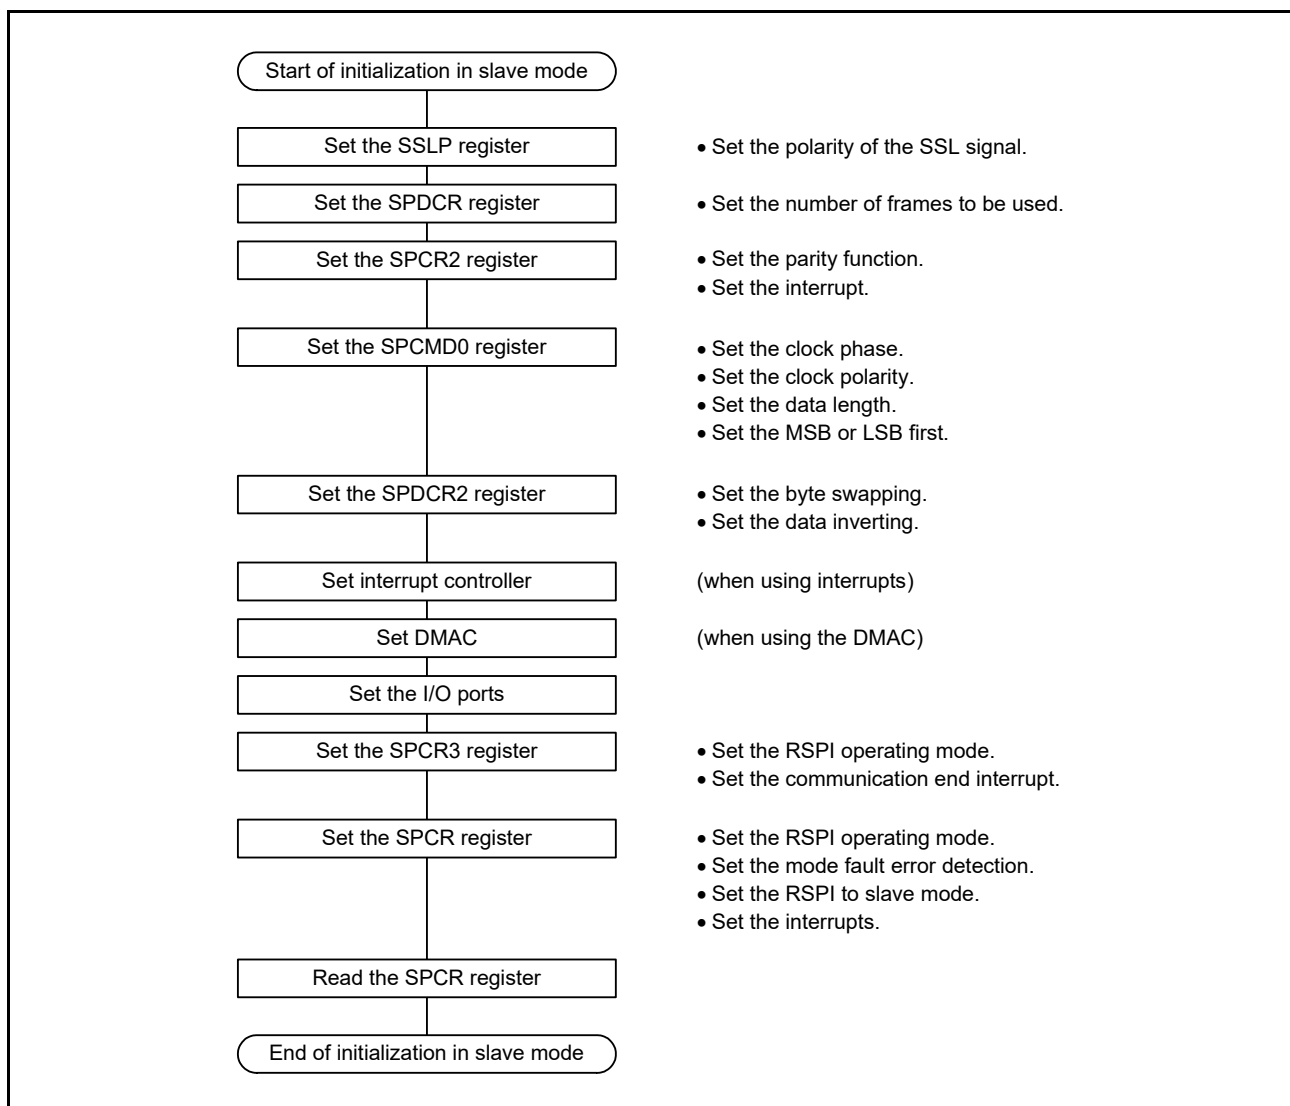 Start of initialization in slave mode
Set the SSLP register
• Set the polarity of the SSL signal.
Set the SPDCR register
• Set the number of frames to be used.
Set the SPCR2 register
• Set the parity function.
• Set the interrupt.
Set the SPCMD0 register
• Set the clock phase.
• Set the clock polarity.
• Set the data length.
• Set the MSB or LSB first.
Set the SPDCR2 register
• Set the byte swapping.
• Set the data inverting.
Set interrupt controller
(when using interrupts)
Set DMAC
(when using the DMAC)
Set the I/O ports
Set the SPCR3 register
• Set the RSPI operating mode.
• Set the communication end interrupt.
Set the SPCR register
• Set the RSPI operating mode.
• Set the mode fault error detection.
• Set the RSPI to slave mode.
• Set the interrupts.
Read the SPCR register
End of initialization in slave mode